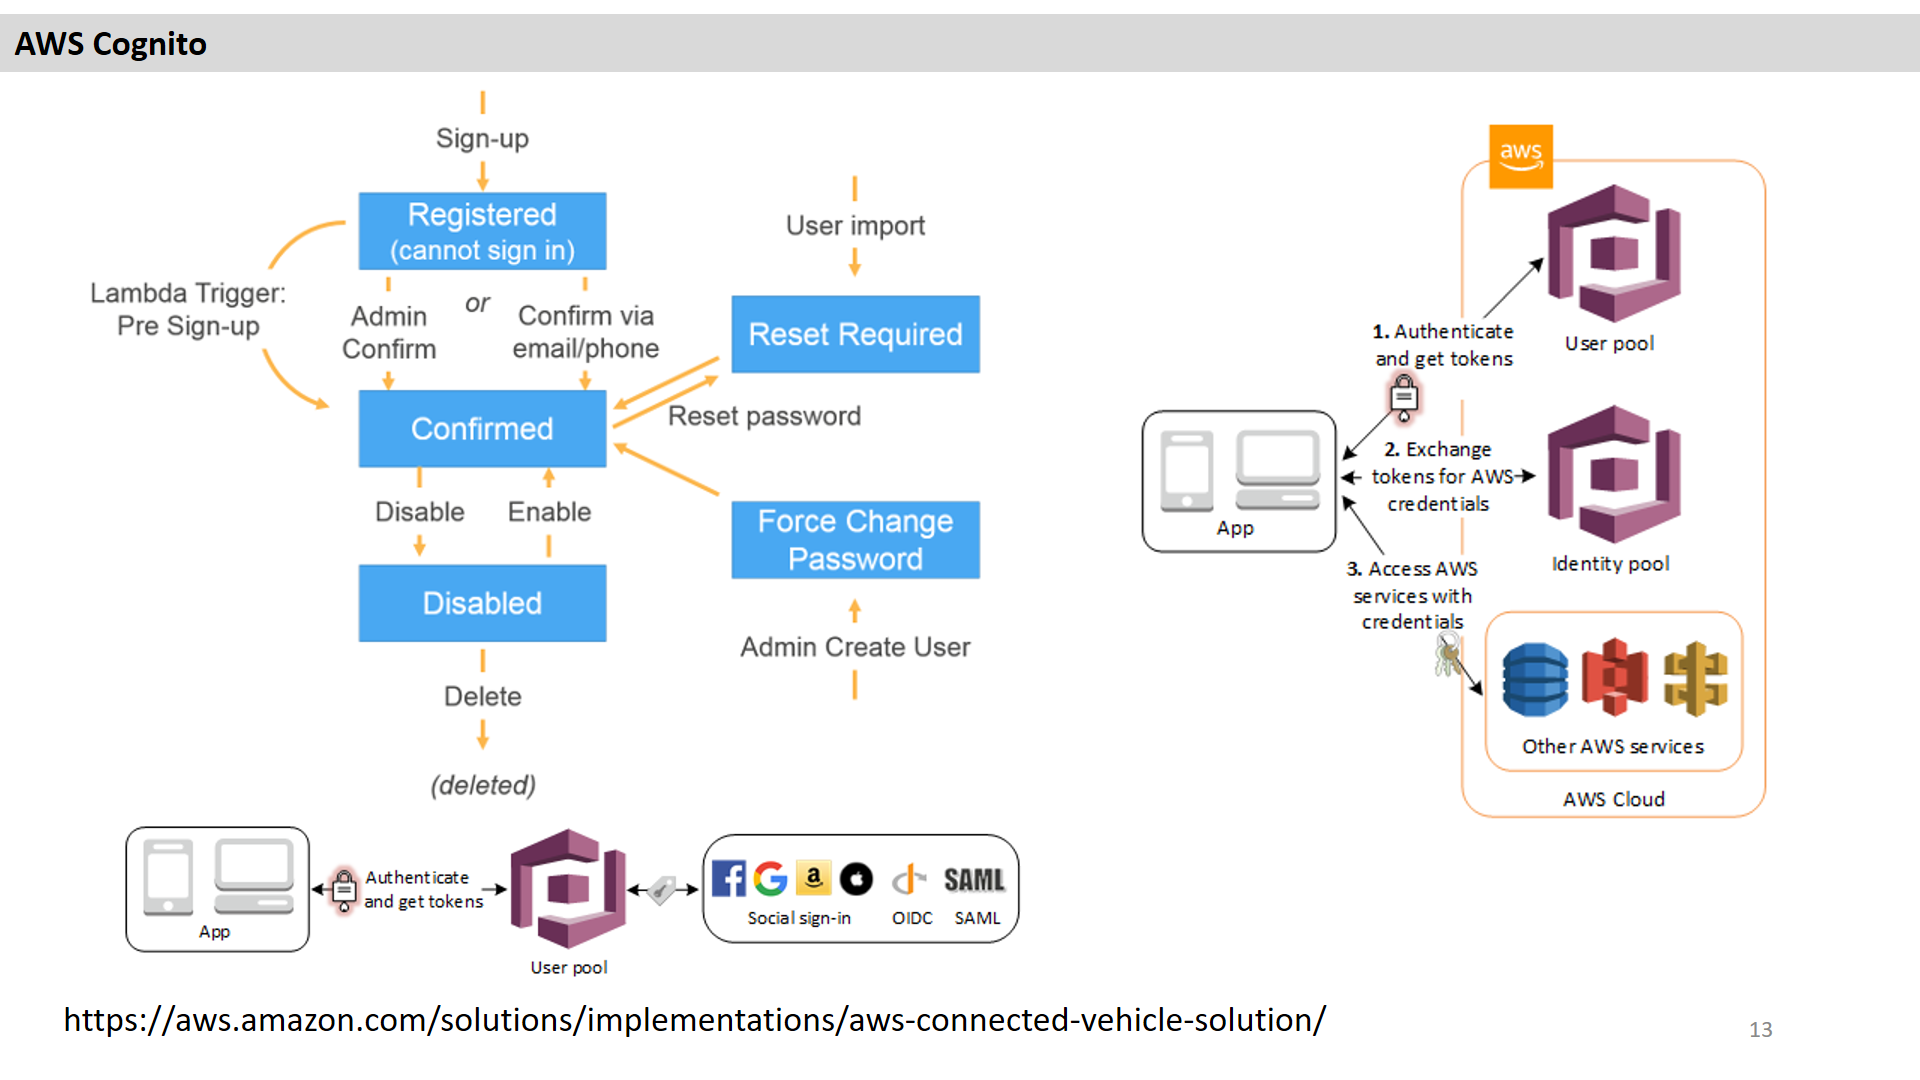 AWS Cognito
Sign-up
Registered
(cannot sign in)
Lambda Trigger:
Pre Sign-up
Admin
Confirm
or
Confirm via
email/phone
Confirmed
Disable
Enable
Disabled
Delete
(deleted)
User import
Reset Required
Reset password
Force Change
Password
Admin Create User
aws
User pool
1. Authenticate
and get tokens
2. Exchange
tokens for AWS
credentials
App
Identity pool
3. Access AWS
services with
credentials
Other AWS services
AWS Cloud
App
Authenticate
and get tokens
User pool
f
G
a
SAML
Social sign-in
OIDC
SAML
https://aws.amazon.com/solutions/implementations/aws-connected-vehicle-solution/
13